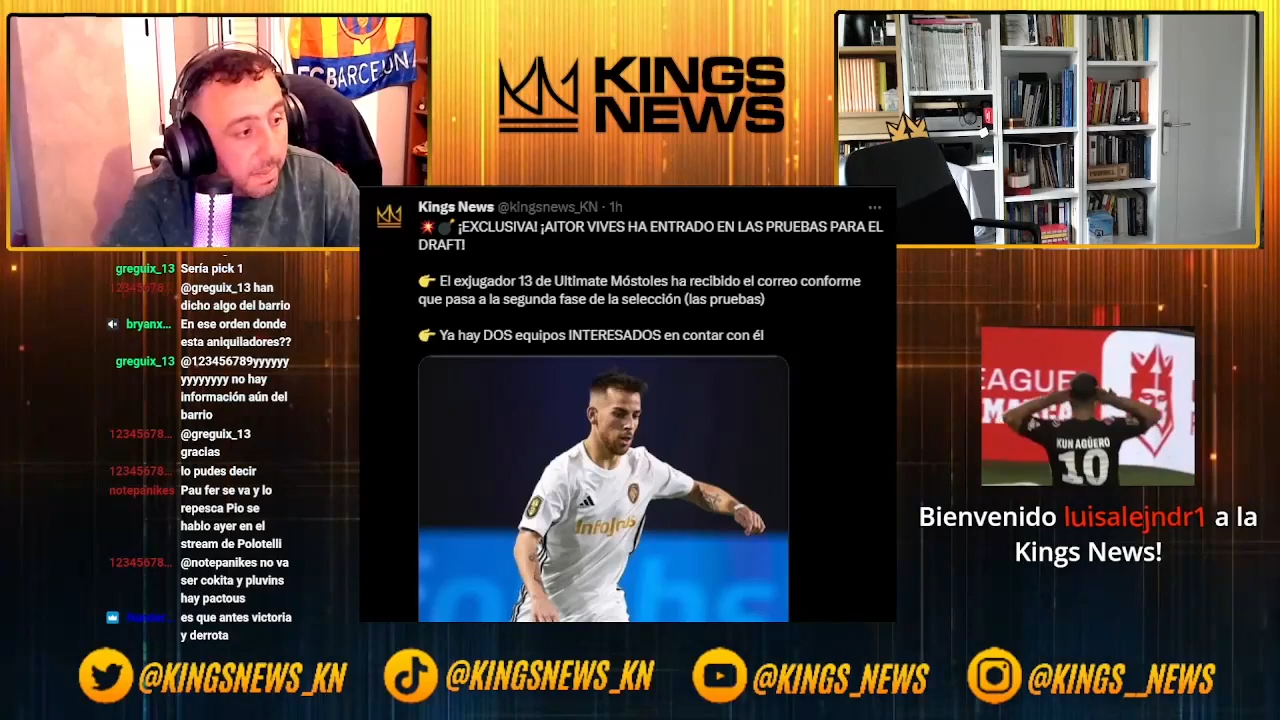 FCBARCELONA
KINGS
NEWS
Kings News @kingsnews_KN · 1h
💥💣 ¡EXCLUSIVA! ¡AITOR VIVES HA ENTRADO EN LAS PRUEBAS PARA EL
DRAFT!
👉 El exjugador 13 de Ultimate Móstoles ha recibido el correo conforme
que pasa a la segunda fase de la selección (las pruebas)
👉 Ya hay DOS equipos INTERESADOS en contar con él
InfoJobs
greguix_13 Sería pick 1
12345678... @greguix_13 han
dicho algo del barrio
bryanx... En ese orden donde
esta aniquiladores??
greguix_13 @123456789yyyyyy
yyyyyyyy no hay
información aún del
barrio
12345678... @greguix_13
gracias
12345678... lo pudes decir
notepanikes Pau fer se va y lo
repesca Pio se
hablo ayer en el
stream de Polotelli
12345678... @notepanikes no va
ser cokita y pluvins
hay pactous
es que antes victoria
y derrota
EAGUE
MARCA
KUN AGÜERO
10
Bienvenido luisalejndr1 a la
Kings News!
@KINGSNEWS_KN
@KINGSNEWS_KN
@KINGS_NEWS
@KINGS__NEWS